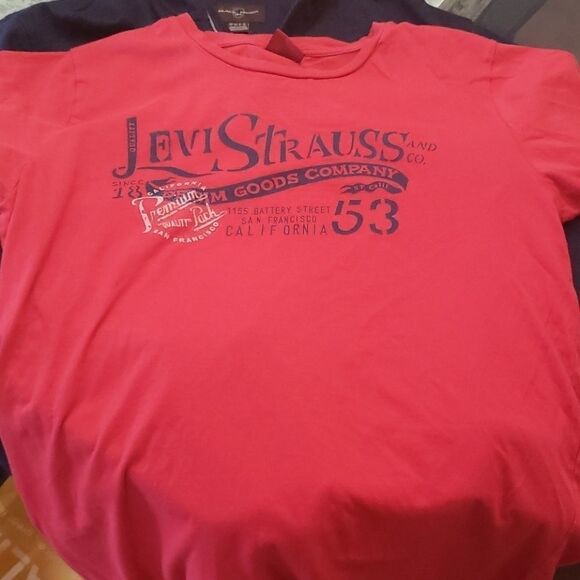 QUALITY
LEVI STRAUSS AND CO.
SINCE
18
M GOODS COMPANY
CALIFORNIA
Premium
QUALITY Pick
SAN FRANCISCO
1155 BATTERY STREET
SAN FRANCISCO
CALIFORNIA
53